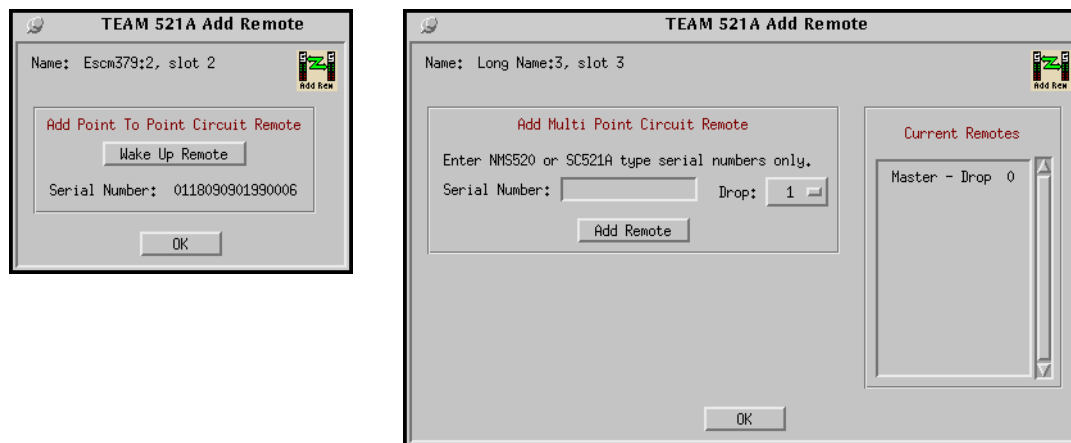 TEAM 521A Add Remote
Name: Escm379:2, slot 2
Add Rem
Add Point To Point Circuit Remote
Wake Up Remote
Serial Number: 0118090901990006
OK
TEAM 521A Add Remote
Name: Long Name:3, slot 3
Add Rem
Add Multi Point Circuit Remote
Enter NMS520 or SC521A type serial numbers only.
Serial Number:
Drop: 1
Add Remote
Current Remotes
Master - Drop 0
OK